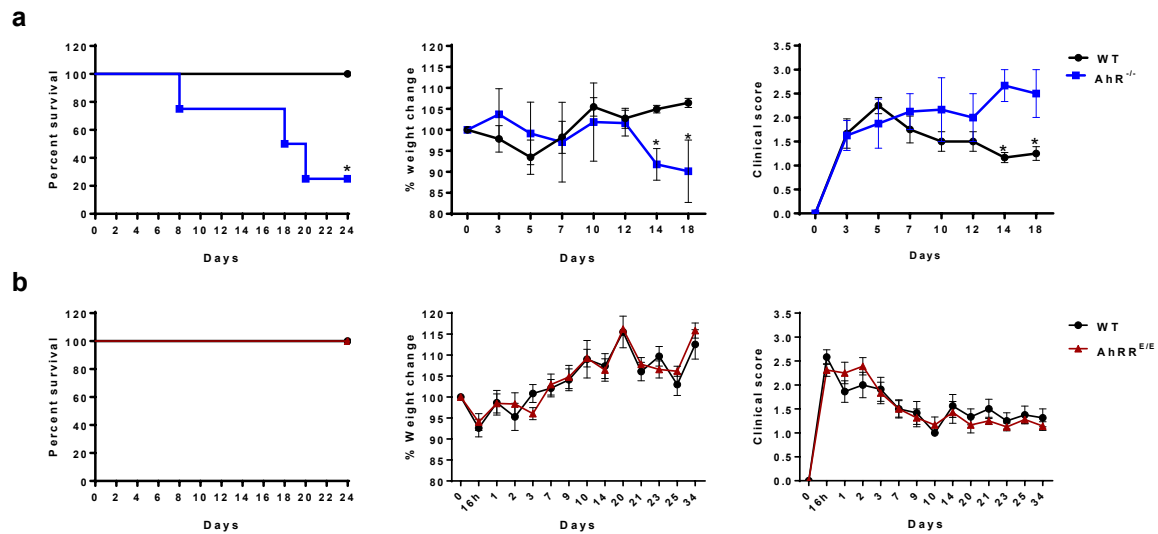 a
Percent survival
120
100
80
60
40
20
0
0 2 4 6 8 10 12 14 16 18 20 22 24
Days
*
% weight change
120
115
110
105
100
95
90
85
80
0 3 5 7 10 12 14 18
Days
* *
Clinical score
3.5
3.0
2.5
2.0
1.5
1.0
0.5
0.0
0 3 5 7 10 12 14 18
Days
* *
WT
AhR-/-
b
Percent survival
120
100
80
60
40
20
0
0 2 4 6 8 10 12 14 16 18 20 22 24
Days
% Weight change
120
115
110
105
100
95
90
85
80
0 16h 1 2 3 7 9 10 14 20 21 23 25 34
Days
Clinical score
3.5
3.0
2.5
2.0
1.5
1.0
0.5
0.0
0 16h 1 2 3 7 9 10 14 20 21 23 25 34
Days
WT
AhRRE/E